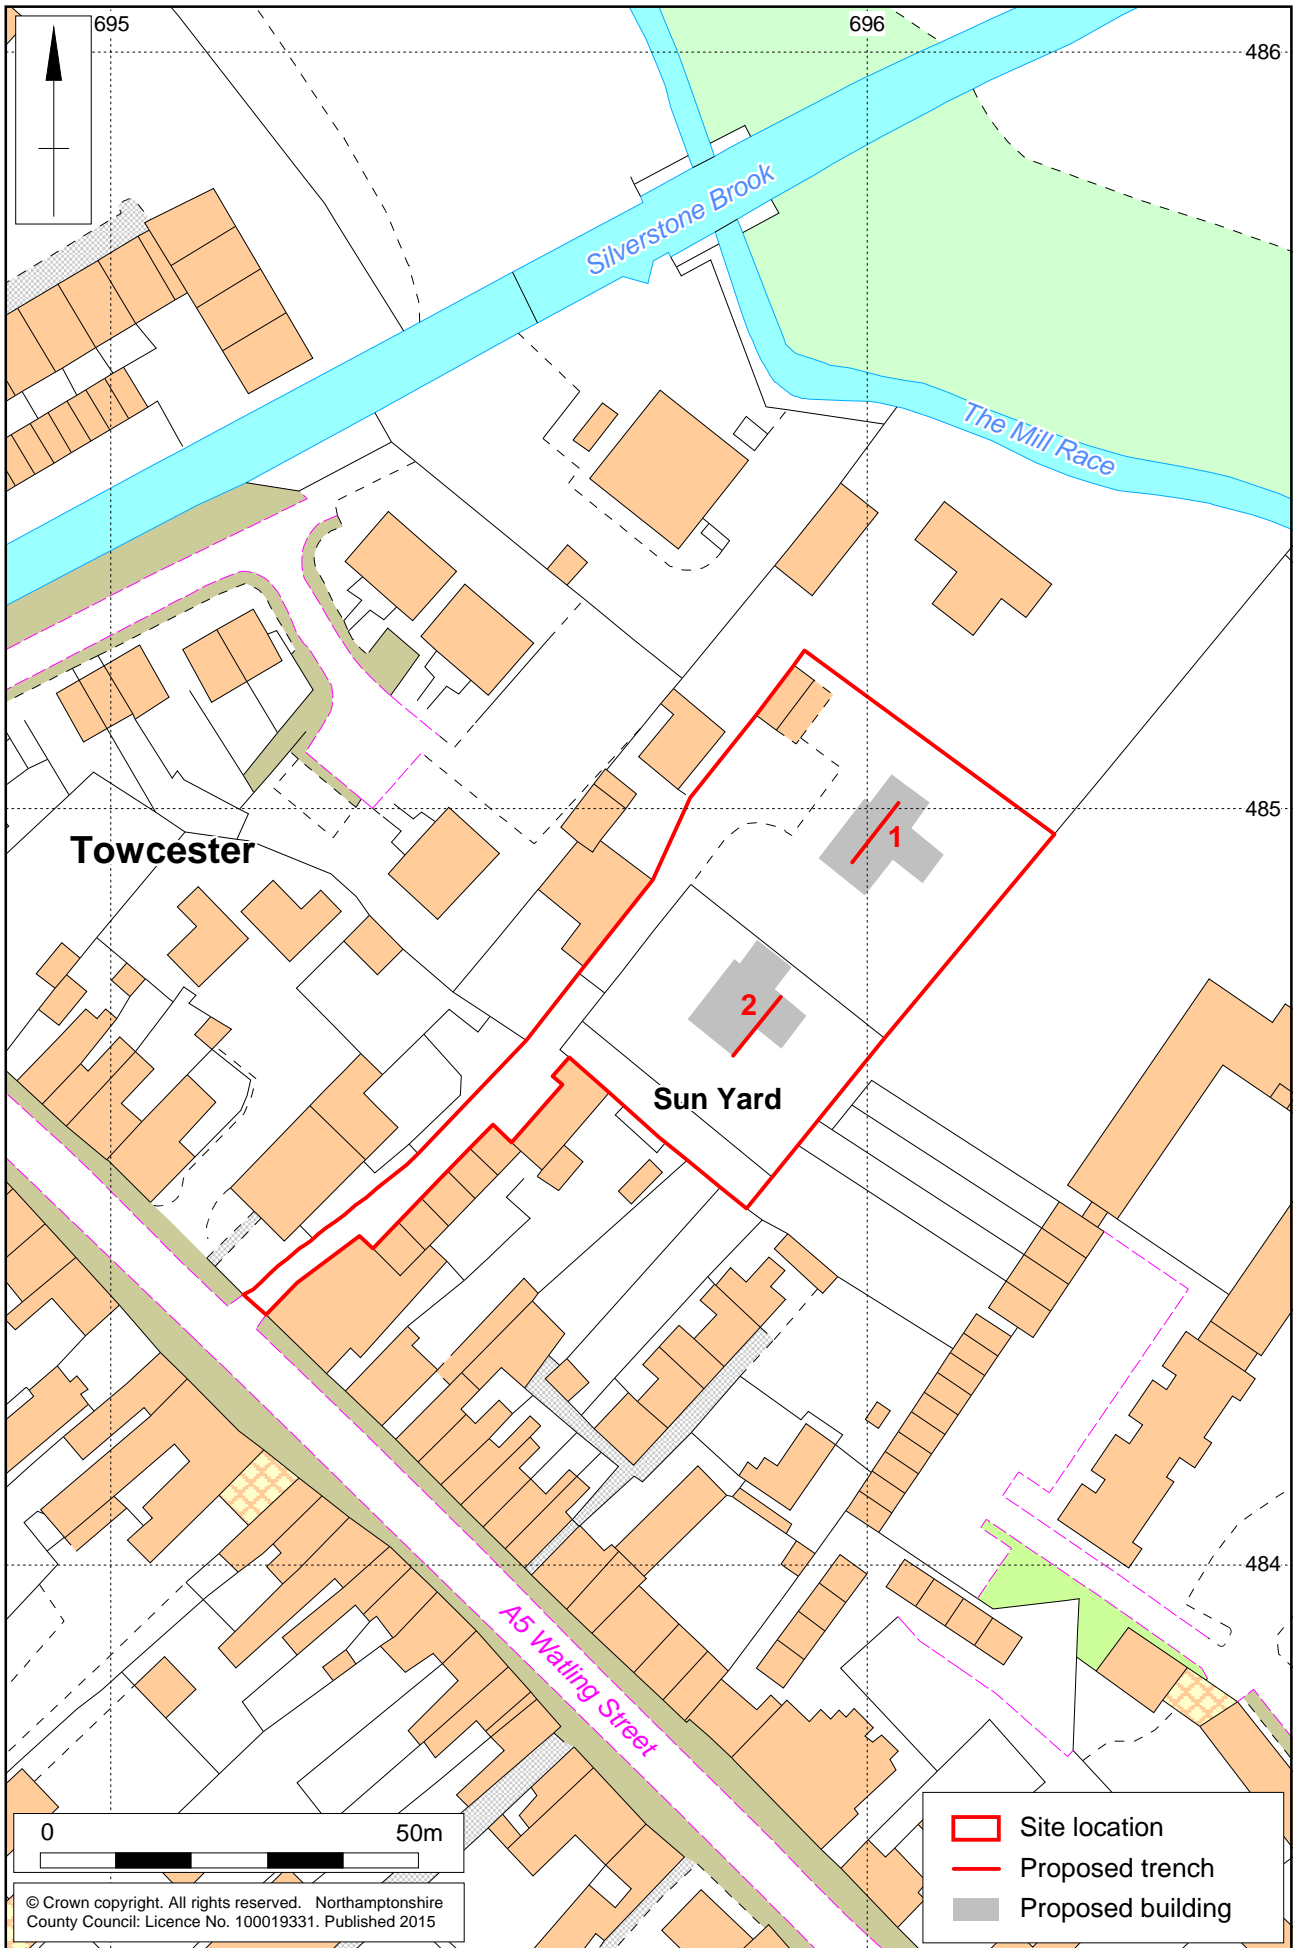 695
696
486
Silverstone Brook
The Mill Race
485
1
Towcester
2
Sun Yard
484
A5 Watling Street
0 50m
© Crown copyright. All rights reserved. Northamptonshire
County Council: Licence No. 100019331. Published 2015
Site location
Proposed trench
Proposed building